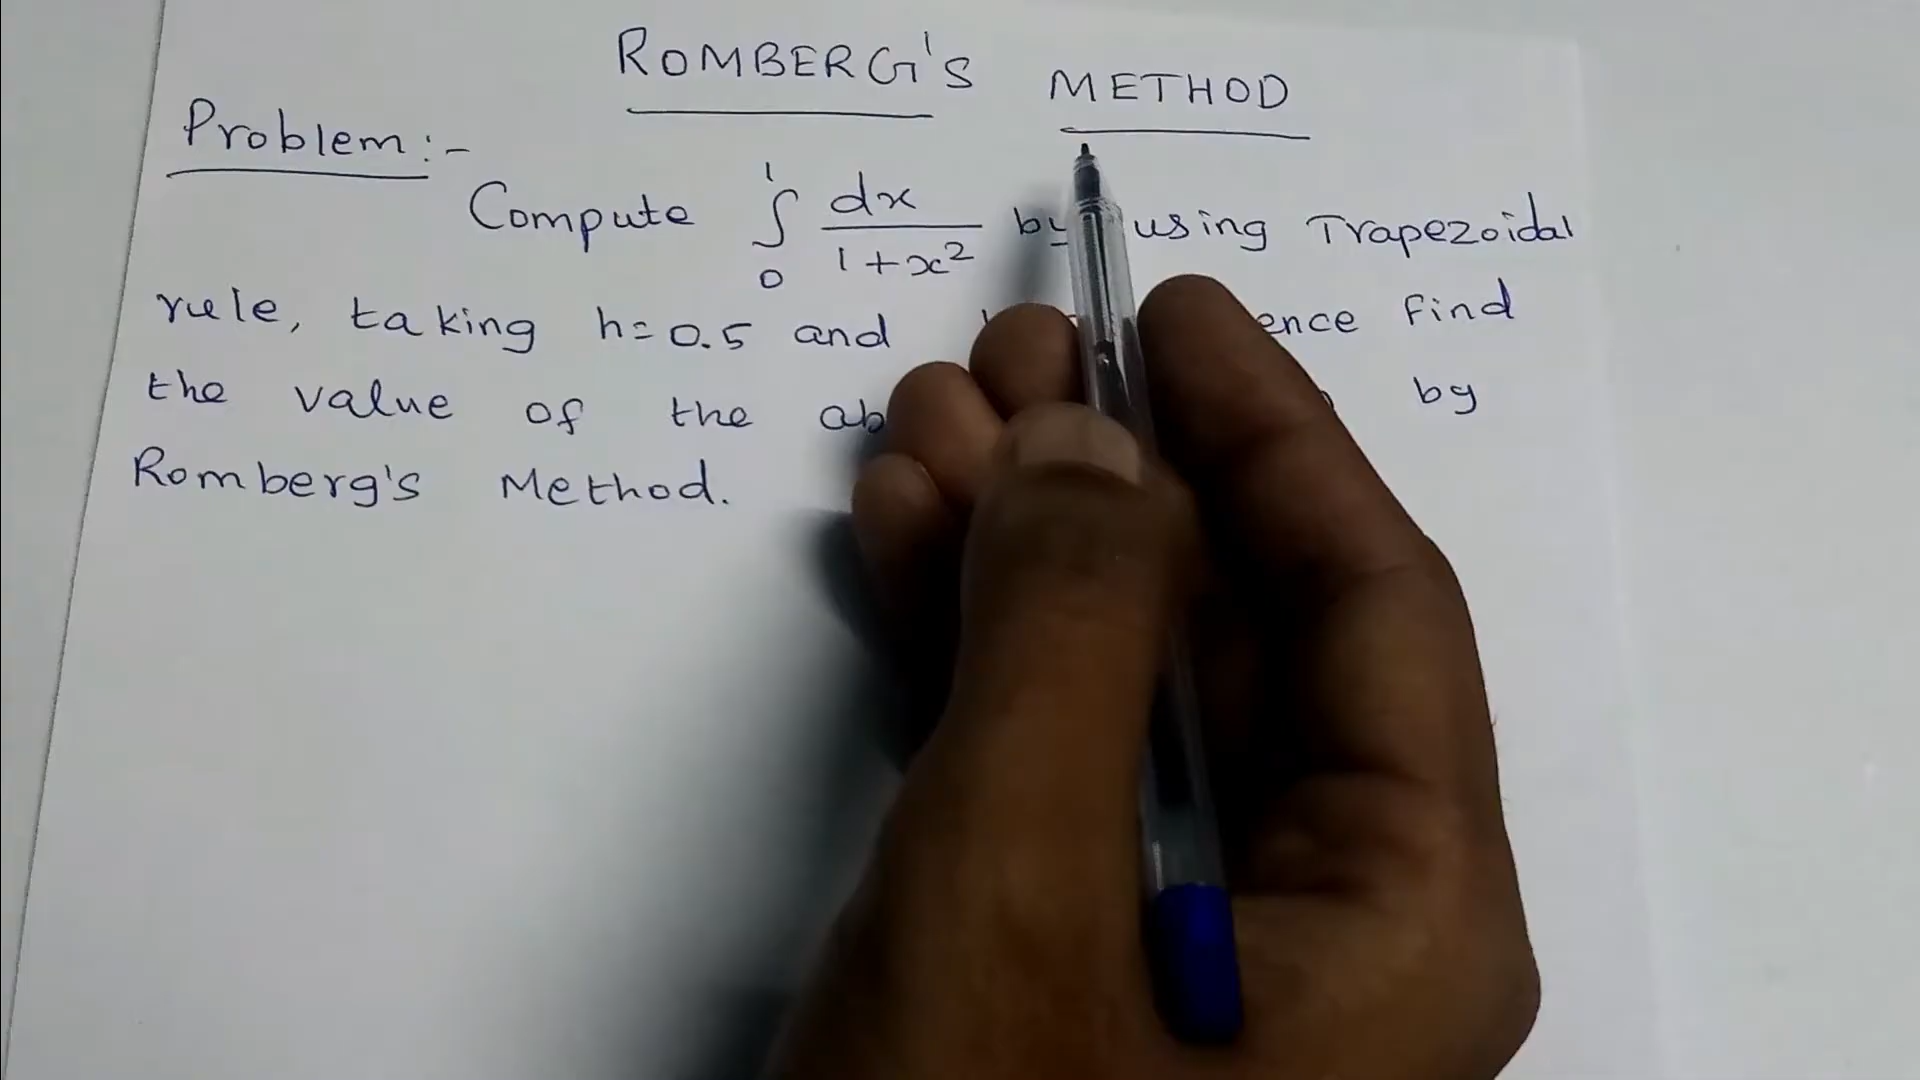 ROMBERG'S METHOD
Problem:-
Compute ∫₀¹ dx/(1+x²) by using Trapezoidal
rule, taking h=0.5 and find
the value of the by
Romberg's Method.